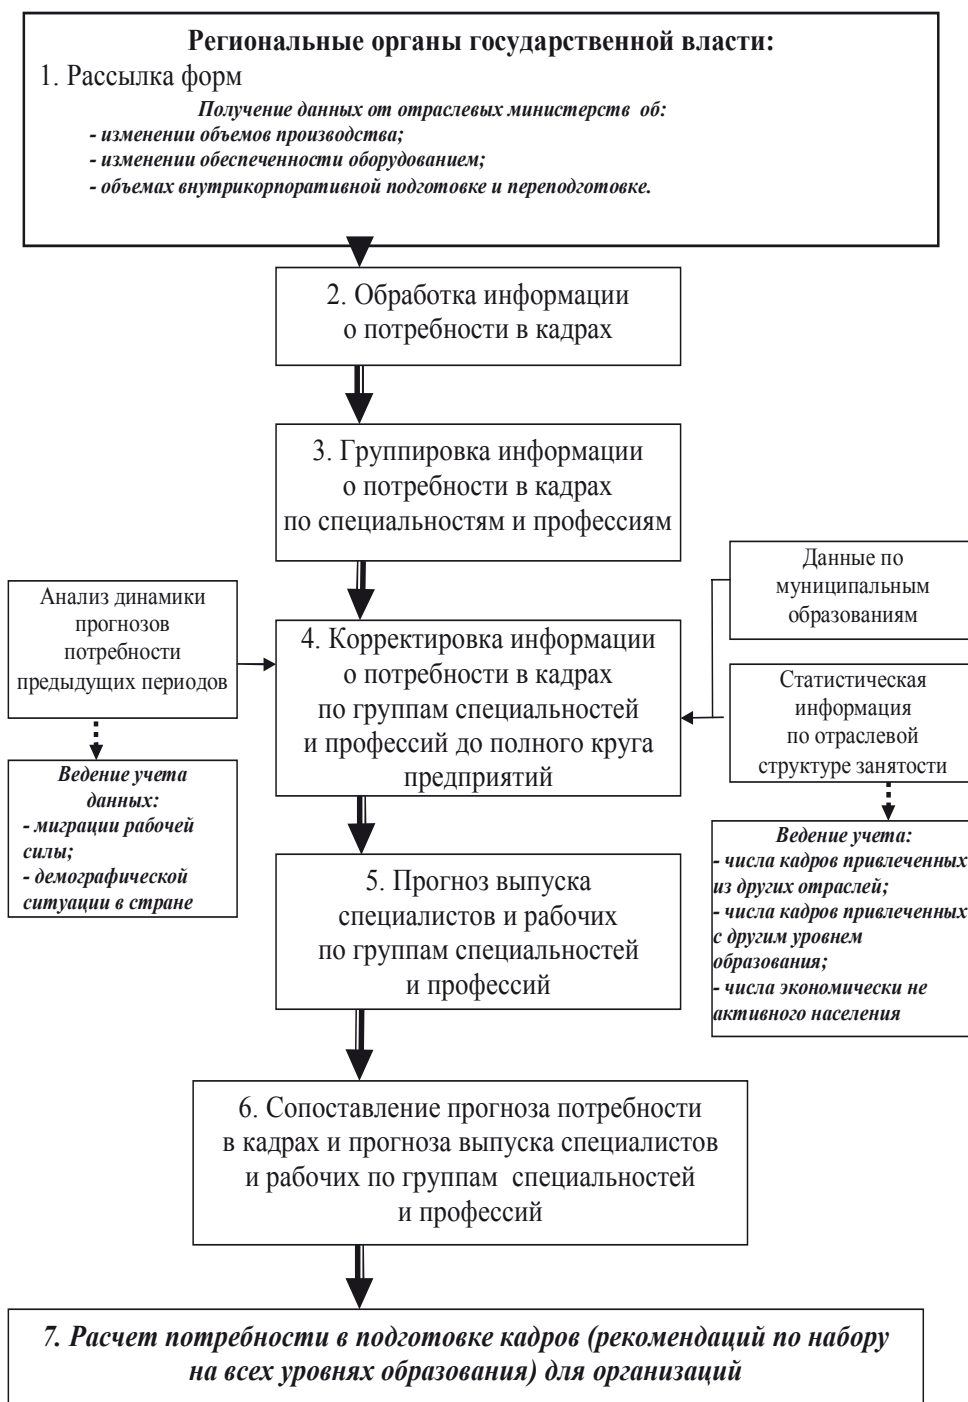 Региональные органы государственной власти:
1. Рассылка форм
Получение данных от отраслевых министерств об:
- изменении объемов производства;
- изменении обеспеченности оборудованием;
- объемах внутрикорпоративной подготовке и переподготовке.
2. Обработка информации
о потребности в кадрах
3. Группировка информации
о потребности в кадрах
по специальностям и профессиям
Анализ динамики
прогнозов
потребности
предыдущих периодов
Ведение учета
данных:
- миграции рабочей
силы;
- демографической
ситуации в стране
4. Корректировка информации
о потребности в кадрах
по группам специальностей
и профессий до полного круга
предприятий
Данные по
муниципальным
образованиям
Статистическая
информация
по отраслевой
структуре занятости
Ведение учета:
- числа кадров привлеченных
из других отраслей;
- числа кадров привлеченных
с другим уровнем
образования;
- числа экономически не
активного населения
5. Прогноз выпуска
специалистов и рабочих
по группам специальностей
и профессий
6. Сопоставление прогноза потребности
в кадрах и прогноза выпуска специалистов
и рабочих по группам специальностей
и профессий
7. Расчет потребности в подготовке кадров (рекомендаций по набору
на всех уровнях образования) для организаций